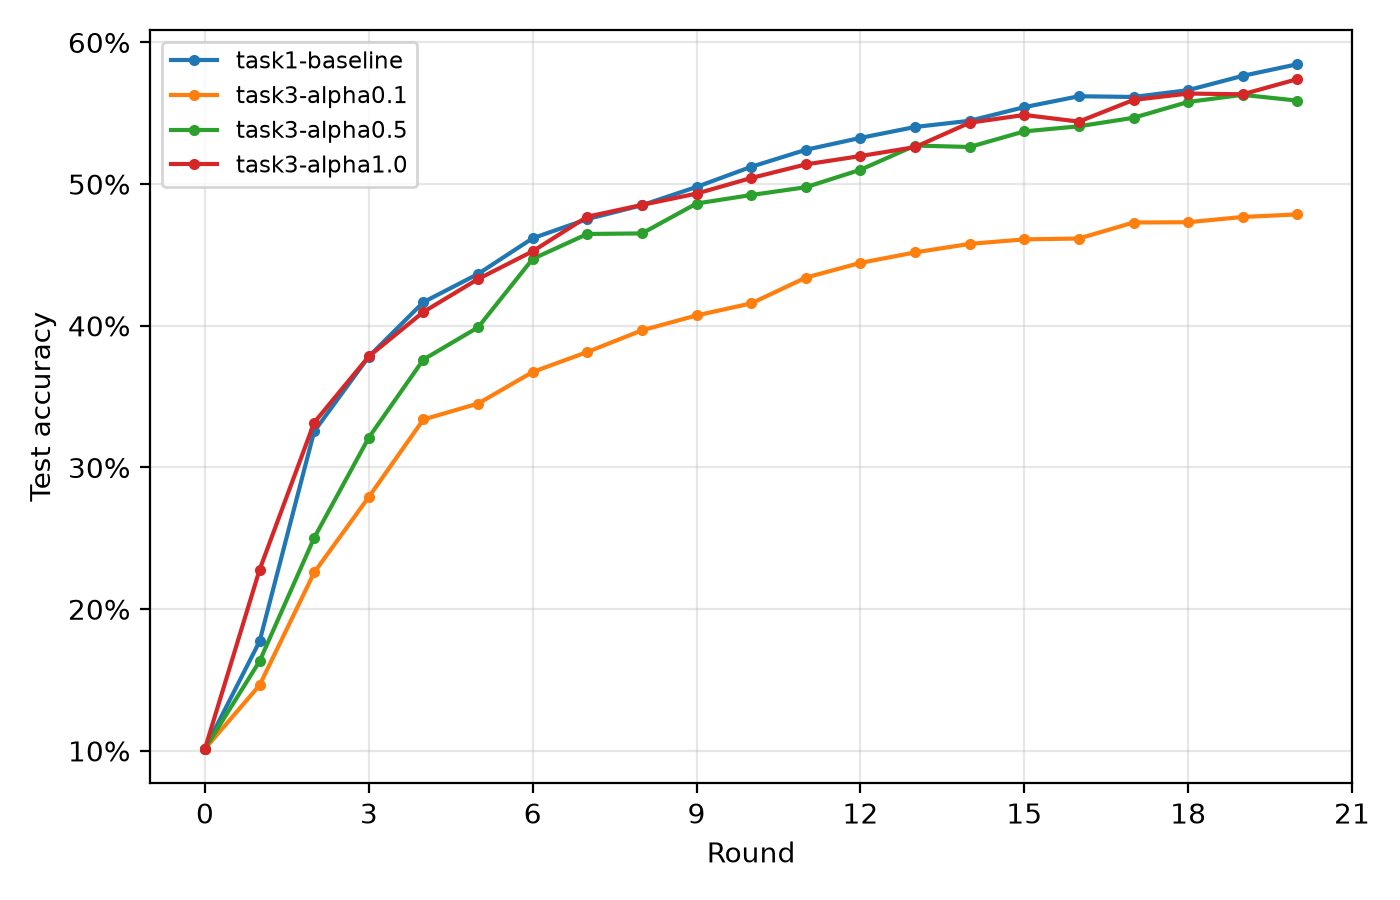 60%
50%
40%
30%
20%
10%
Test accuracy
task1-baseline
task3-alpha0.1
task3-alpha0.5
task3-alpha1.0
0 3 6 9 12 15 18 21
Round